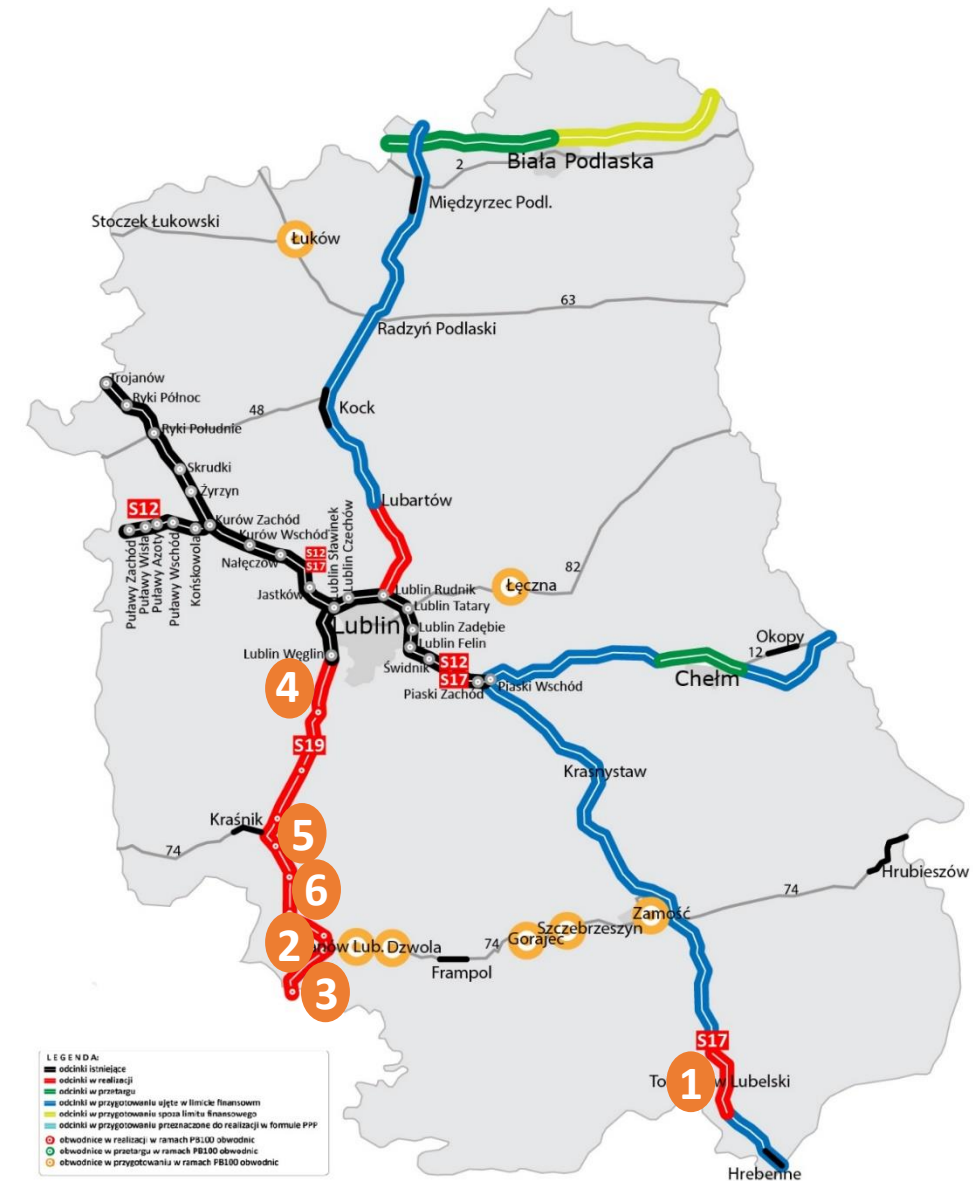 Biała Podlaska
2
Międzyrzec Podl.
Stoczek Łukowski
Łuków
63
Radzyń Podlaski
Trojanów
Ryki Północ
48
Kock
Ryki Południe
Skrudki
Żyrzyn
Lubartów
S12
Kurów Zachód
Kurów Wschód
Puławy Zachód
Puławy Wisła
Puławy Azoty
Puławy Wschód
Końskowola
Nałęczów
S12
S17
Lublin Sławinek
Lublin Czechów
Jastków
82
Łęczna
Lublin Rudnik
Lublin Tatary
Lublin
Lublin Zadębie
Lublin Felin
Lublin Węglin
Świdnik
S12
S17
Piaski Zachód
Piaski Wschód
Okopy
12
Chełm
4
S19
Krasnystaw
Kraśnik
5
74
6
Hrubieszów
74
Zamość
Szczebrzeszyn
Gorajec
74
2
Lub.
Dzwola
Frampol
3
S17
1
Lubelski
Hrebenne
LEGENDA:
odcinki istniejące
odcinki w realizacji
odcinki w przetargu
odcinki w przygotowaniu ujęte w limicie finansowm
odcinki w przygotowaniu spoza limitu finansowego
odcinki w przygotowaniu przeznaczone do realizacji w formule PPP
obwodnice w realizacji w ramach PB100 obwodnic
obwodnice w przetargu w ramach PB100 obwodnic
obwodnice w przygotowaniu w ramach PB100 obwodnic